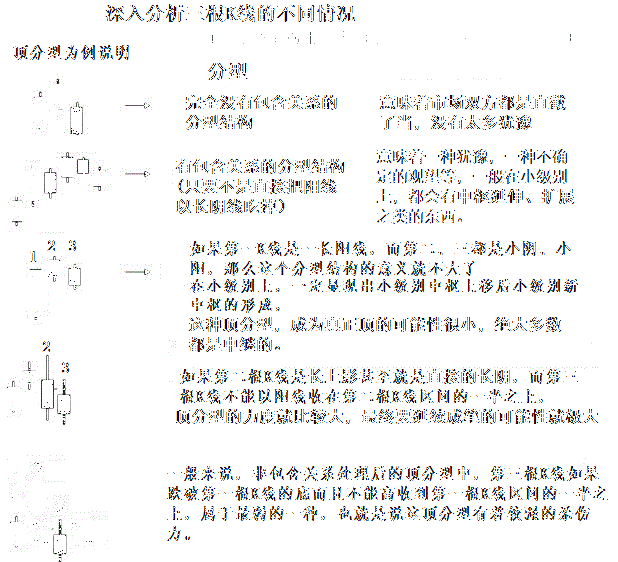 深入分析三根K线的不同情况
顶分型为例说明
分型
完全没有包含关系的
分型结构
意味着市场双方都是直截
了当，没有太多犹豫
有包含关系的分型结构
(只要不是直接把阳线
以长阴线吃掉)
意味着一种犹豫，一种不确
定的观望等，一般在小级别
上，都会有中枢延伸、扩展
之类的东西。
1 2 3
如果第一K线是一长阳线，而第二、三都是小阴、小
阳，那么这个分型结构的意义就不大了
在小级别上，一定显现出小级别中枢上移后小级别新
中枢的形成。
这种顶分型，成为真正顶的可能性很小，绝大多数
都是中继的。
2
3
如果第二根K线是长上影甚至就是直接的长阴，而第三
根K线不能以阳线收在第二根K线区间的一半之上，
顶分型的力度就比较大，最终要延续成笔的可能性就极大
一般来说，非包含关系处理后的顶分型中，第三根K线如果
跌破第一根K线的底而且不能高收到第一根K线区间的一半之
上，属于最弱的一种，也就是说这顶分型有着较强的杀伤
力。